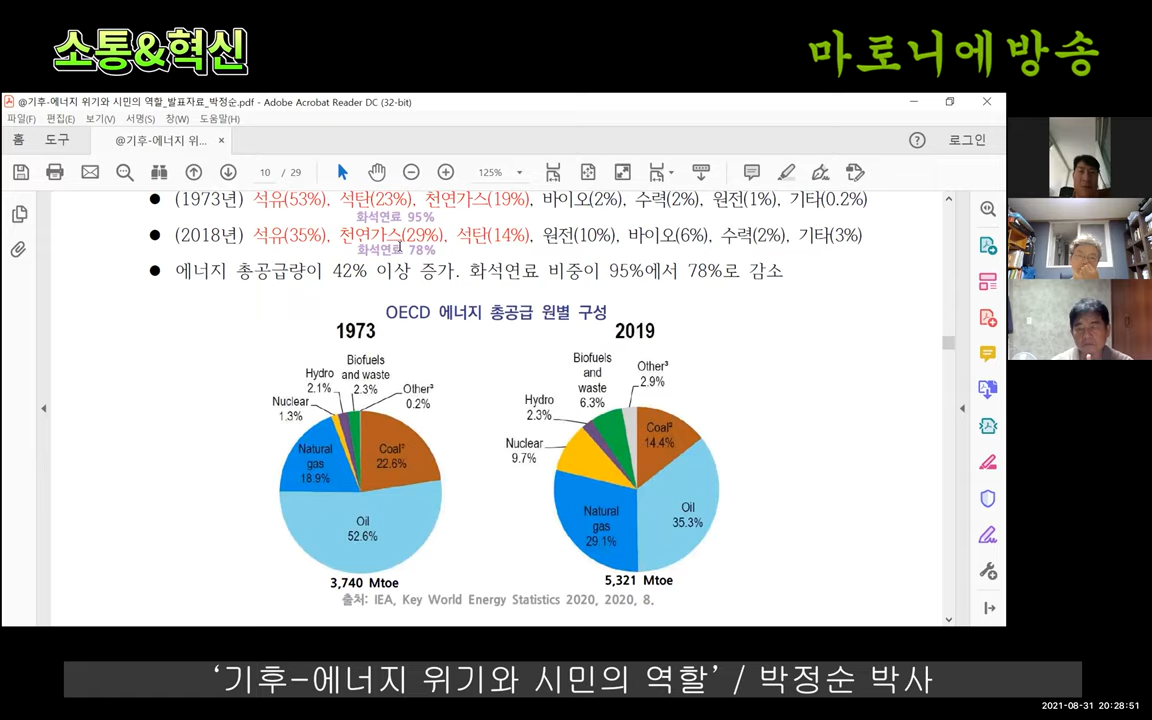 소통&혁신
마로니에방송
@기후-에너지 위기와 시민의 역할_발표자료_박정순.pdf - Adobe Acrobat Reader DC (32-bit)
파일(F) 편집(E) 보기(V) 서명(S) 창(W) 도움말(H)
홈 도구 @기후-에너지 위... × 로그인
10 / 29 125%
● (1973년) 석유(53%), 석탄(23%), 천연가스(19%), 바이오(2%), 수력(2%), 원전(1%), 기타(0.2%)
화석연료 95%
● (2018년) 석유(35%), 천연가스(29%), 석탄(14%), 원전(10%), 바이오(6%), 수력(2%), 기타(3%)
화석연료 78%
● 에너지 총공급량이 42% 이상 증가. 화석연료 비중이 95%에서 78%로 감소
OECD 에너지 총공급 원별 구성
1973
Biofuels
and waste
2.3%
Hydro
2.1%
Other³
0.2%
Nuclear
1.3%
Natural
gas
18.9%
Coal²
22.6%
Oil
52.6%
3,740 Mtoe
2019
Biofuels
and
waste
6.3%
Other³
2.9%
Hydro
2.3%
Nuclear
9.7%
Coal²
14.4%
Natural
gas
29.1%
Oil
35.3%
5,321 Mtoe
출처: IEA, Key World Energy Statistics 2020, 2020, 8.
‘기후-에너지 위기와 시민의 역할’ / 박정순 박사
2021-08-31 20:28:51